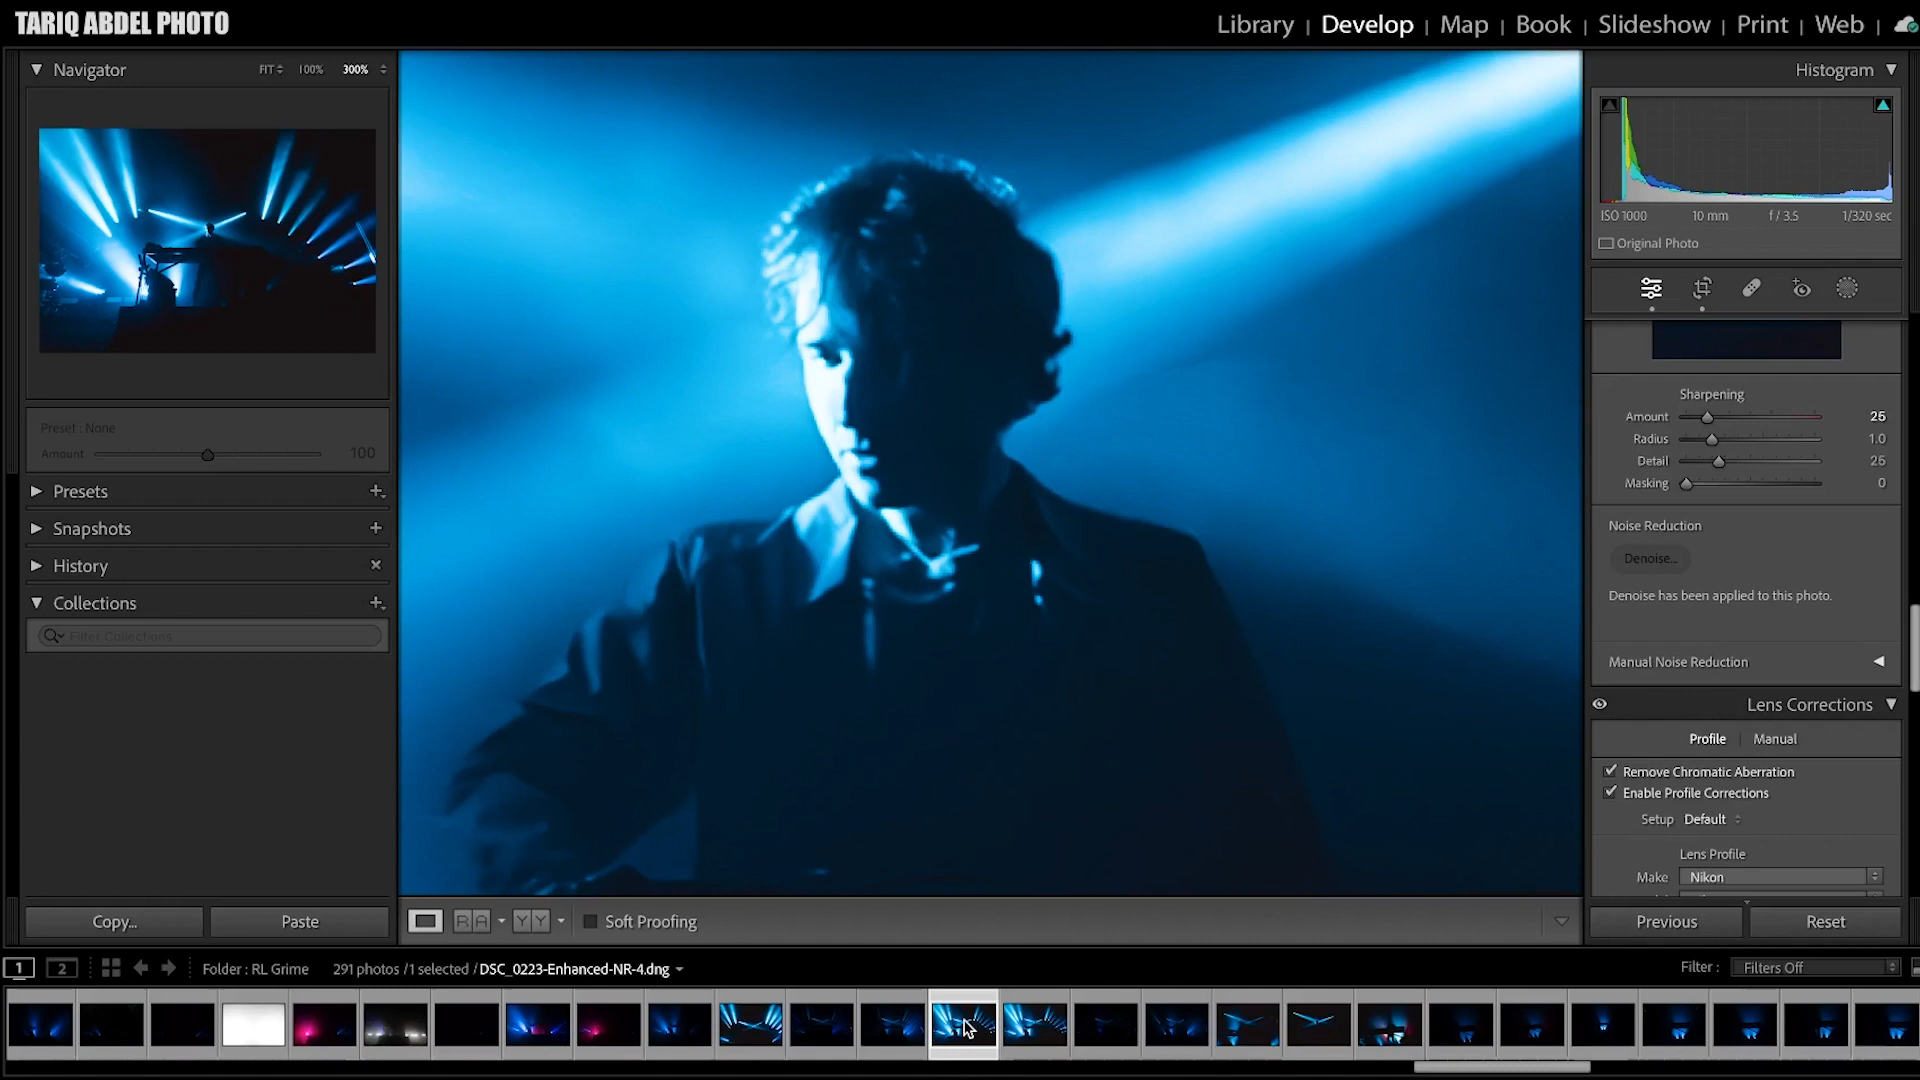 TARIQ ABDEL PHOTO
Library | Develop | Map | Book | Slideshow | Print | Web |
Navigator FIT 100% 300%
Histogram
ISO 1000 10 mm f / 3.5 1/320 sec
Original Photo
Preset : None
Amount 100
Presets
Snapshots
History
Collections
Filter Collections
Sharpening
Amount 25
Radius 1.0
Detail 25
Masking 0
Noise Reduction
Denoise...
Denoise has been applied to this photo.
Manual Noise Reduction
Lens Corrections
Profile | Manual
Remove Chromatic Aberration
Enable Profile Corrections
Setup Default
Lens Profile
Make Nikon
Copy... Paste
R A Y Y Soft Proofing
Previous Reset
1 2 Folder : RL Grime 291 photos / 1 selected / DSC_0223-Enhanced-NR-4.dng
Filter : Filters Off